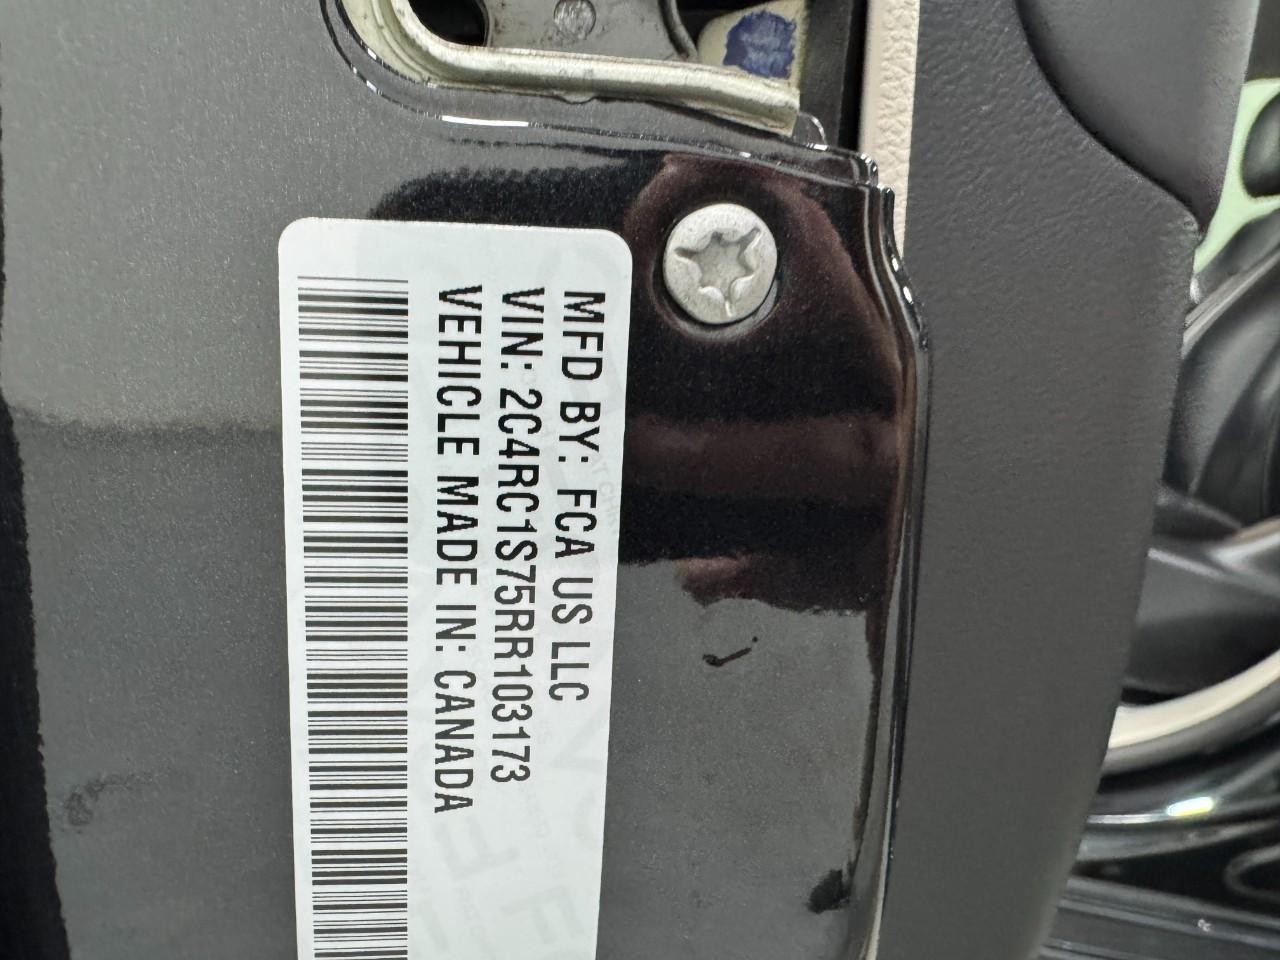 MFD BY: FCA US LLC
VIN: 2C4RC1S75RR103173
VEHICLE MADE IN: CANADA